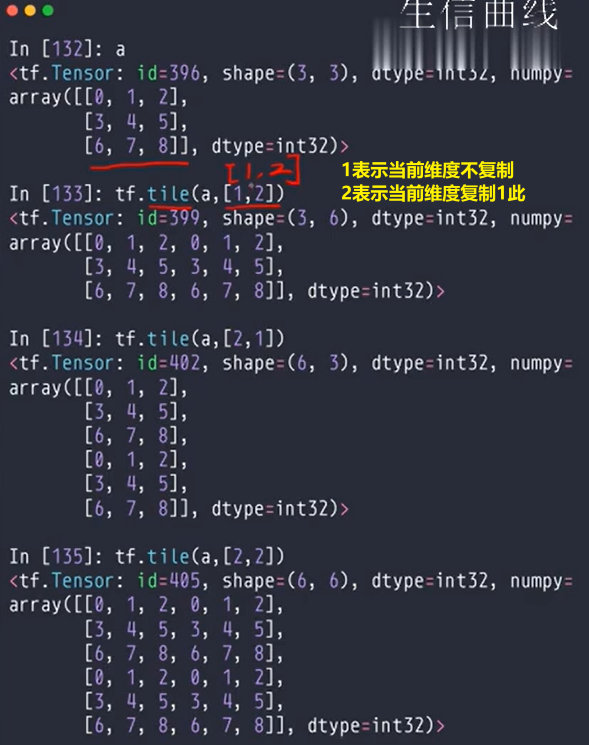 生信曲线
In [132]: a
<tf.Tensor: id=396, shape=(3, 3), dtype=int32, numpy=
array([[0, 1, 2],
[3, 4, 5],
[6, 7, 8]], dtype=int32)>
[1,2]
1表示当前维度不复制
In [133]: tf.tile(a,[1,2])
2表示当前维度复制1此
<tf.Tensor: id=399, shape=(3, 6), dtype=int32, numpy=
array([[0, 1, 2, 0, 1, 2],
[3, 4, 5, 3, 4, 5],
[6, 7, 8, 6, 7, 8]], dtype=int32)>
In [134]: tf.tile(a,[2,1])
<tf.Tensor: id=402, shape=(6, 3), dtype=int32, numpy=
array([[0, 1, 2],
[3, 4, 5],
[6, 7, 8],
[0, 1, 2],
[3, 4, 5],
[6, 7, 8]], dtype=int32)>
In [135]: tf.tile(a,[2,2])
<tf.Tensor: id=405, shape=(6, 6), dtype=int32, numpy=
array([[0, 1, 2, 0, 1, 2],
[3, 4, 5, 3, 4, 5],
[6, 7, 8, 6, 7, 8],
[0, 1, 2, 0, 1, 2],
[3, 4, 5, 3, 4, 5],
[6, 7, 8, 6, 7, 8]], dtype=int32)>